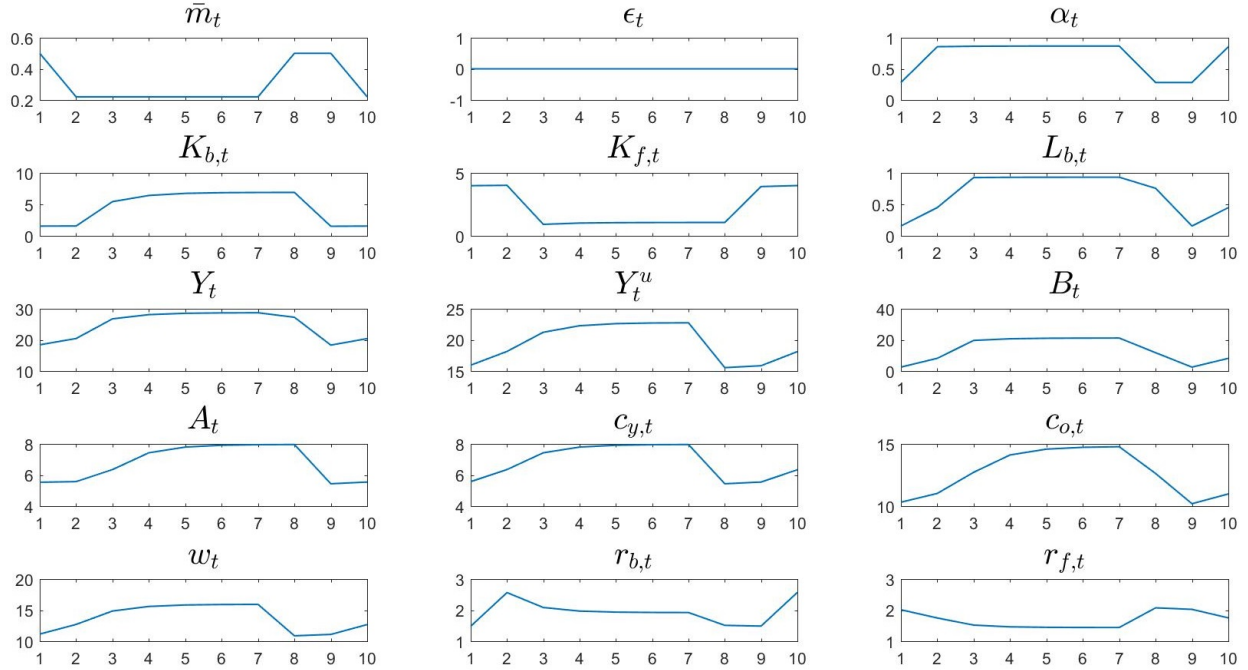 m̄_t ϵ_t α_t
0.6 1 1
0.4 0 0.5
0.2 -1 0
1 2 3 4 5 6 7 8 9 10 1 2 3 4 5 6 7 8 9 10 1 2 3 4 5 6 7 8 9 10
K_{b,t} K_{f,t} L_{b,t}
10 5 1
5 0.5
0 0 0
1 2 3 4 5 6 7 8 9 10 1 2 3 4 5 6 7 8 9 10 1 2 3 4 5 6 7 8 9 10
Y_t Y_t^u B_t
30 25 40
20 20 20
10 15 0
1 2 3 4 5 6 7 8 9 10 1 2 3 4 5 6 7 8 9 10 1 2 3 4 5 6 7 8 9 10
A_t c_{y,t} c_{o,t}
8 8 15
6 6
4 4 10
1 2 3 4 5 6 7 8 9 10 1 2 3 4 5 6 7 8 9 10 1 2 3 4 5 6 7 8 9 10
w_t r_{b,t} r_{f,t}
20 3 3
15 2 2
10 1 1
1 2 3 4 5 6 7 8 9 10 1 2 3 4 5 6 7 8 9 10 1 2 3 4 5 6 7 8 9 10